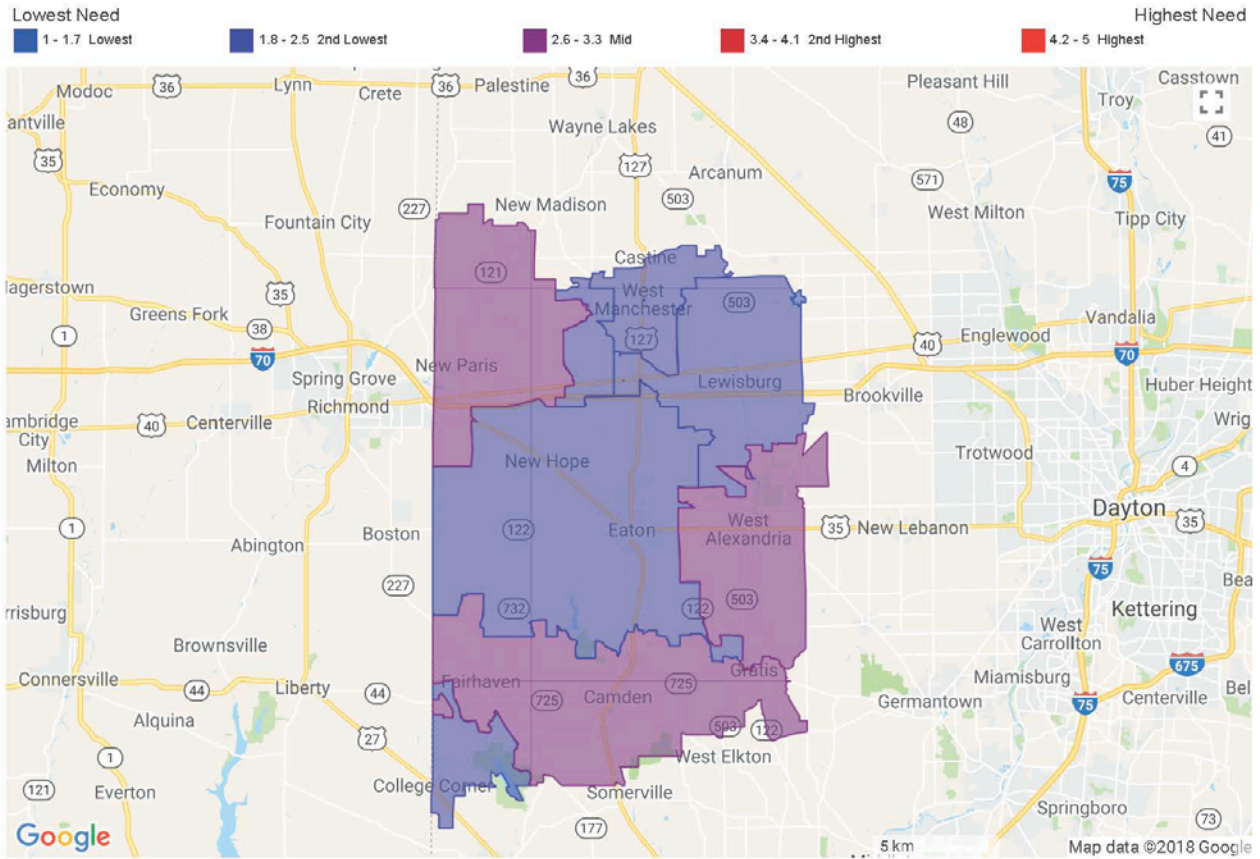 Lowest Need
Highest Need
1 - 1.7 Lowest
1.8 - 2.5 2nd Lowest
2.6 - 3.3 Mid
3.4 - 4.1 2nd Highest
4.2 - 5 Highest
Modoc
36
Lynn
Crete
36
Palestine
36
Pleasant Hill
Casstown
Troy
antville
Wayne Lakes
48
41
35
127
Arcanum
571
75
Economy
227
New Madison
503
West Milton
Tipp City
Fountain City
121
Castine
lagerstown
35
West
Manchester
503
Greens Fork
38
Vandalia
1
127
Englewood
70
40
70
New Paris
Spring Grove
Lewisburg
Huber Height
Richmond
Brookville
ambridge
City
40
Centerville
Wrig
Milton
New Hope
Trotwood
4
Dayton
1
Boston
122
Eaton
West
Alexandria
35
New Lebanon
35
Abington
75
227
Bea
rrisburg
732
122
503
Kettering
West
Carrollton
Brownsville
675
Connersville
44
Liberty
44
Fairhaven
725
Camden
725
Gratis
Miamisburg
Germantown
75
Centerville
Bel
Alquina
27
503
122
1
West Elkton
121
Everton
College Corner
Somerville
Springboro
177
73
Google
5 km
Map data ©2018 Google